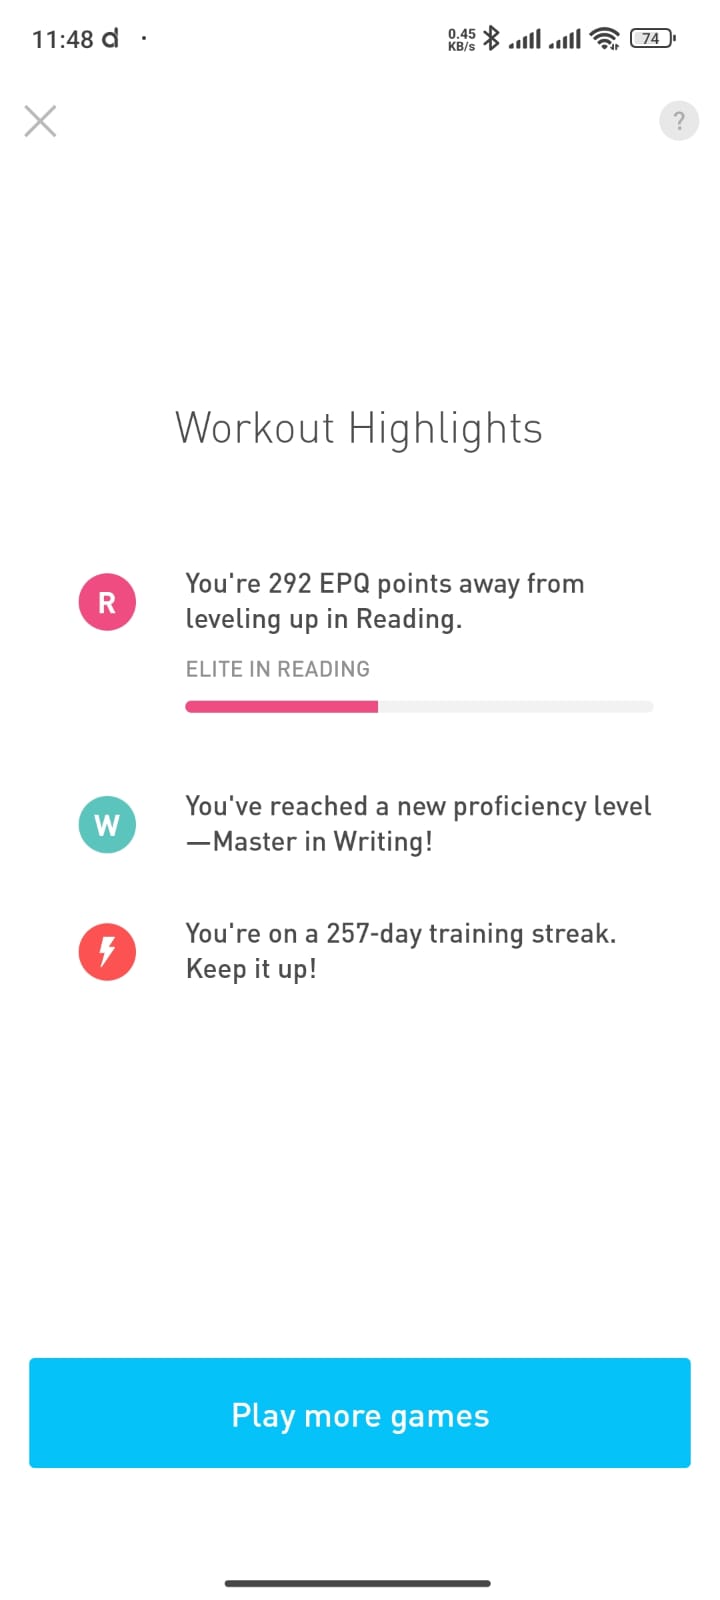 11:48 d
0.45
KB/s
74
?
Workout Highlights
R
You're 292 EPQ points away from
leveling up in Reading.
ELITE IN READING
W
You've reached a new proficiency level
—Master in Writing!
You're on a 257-day training streak.
Keep it up!
Play more games